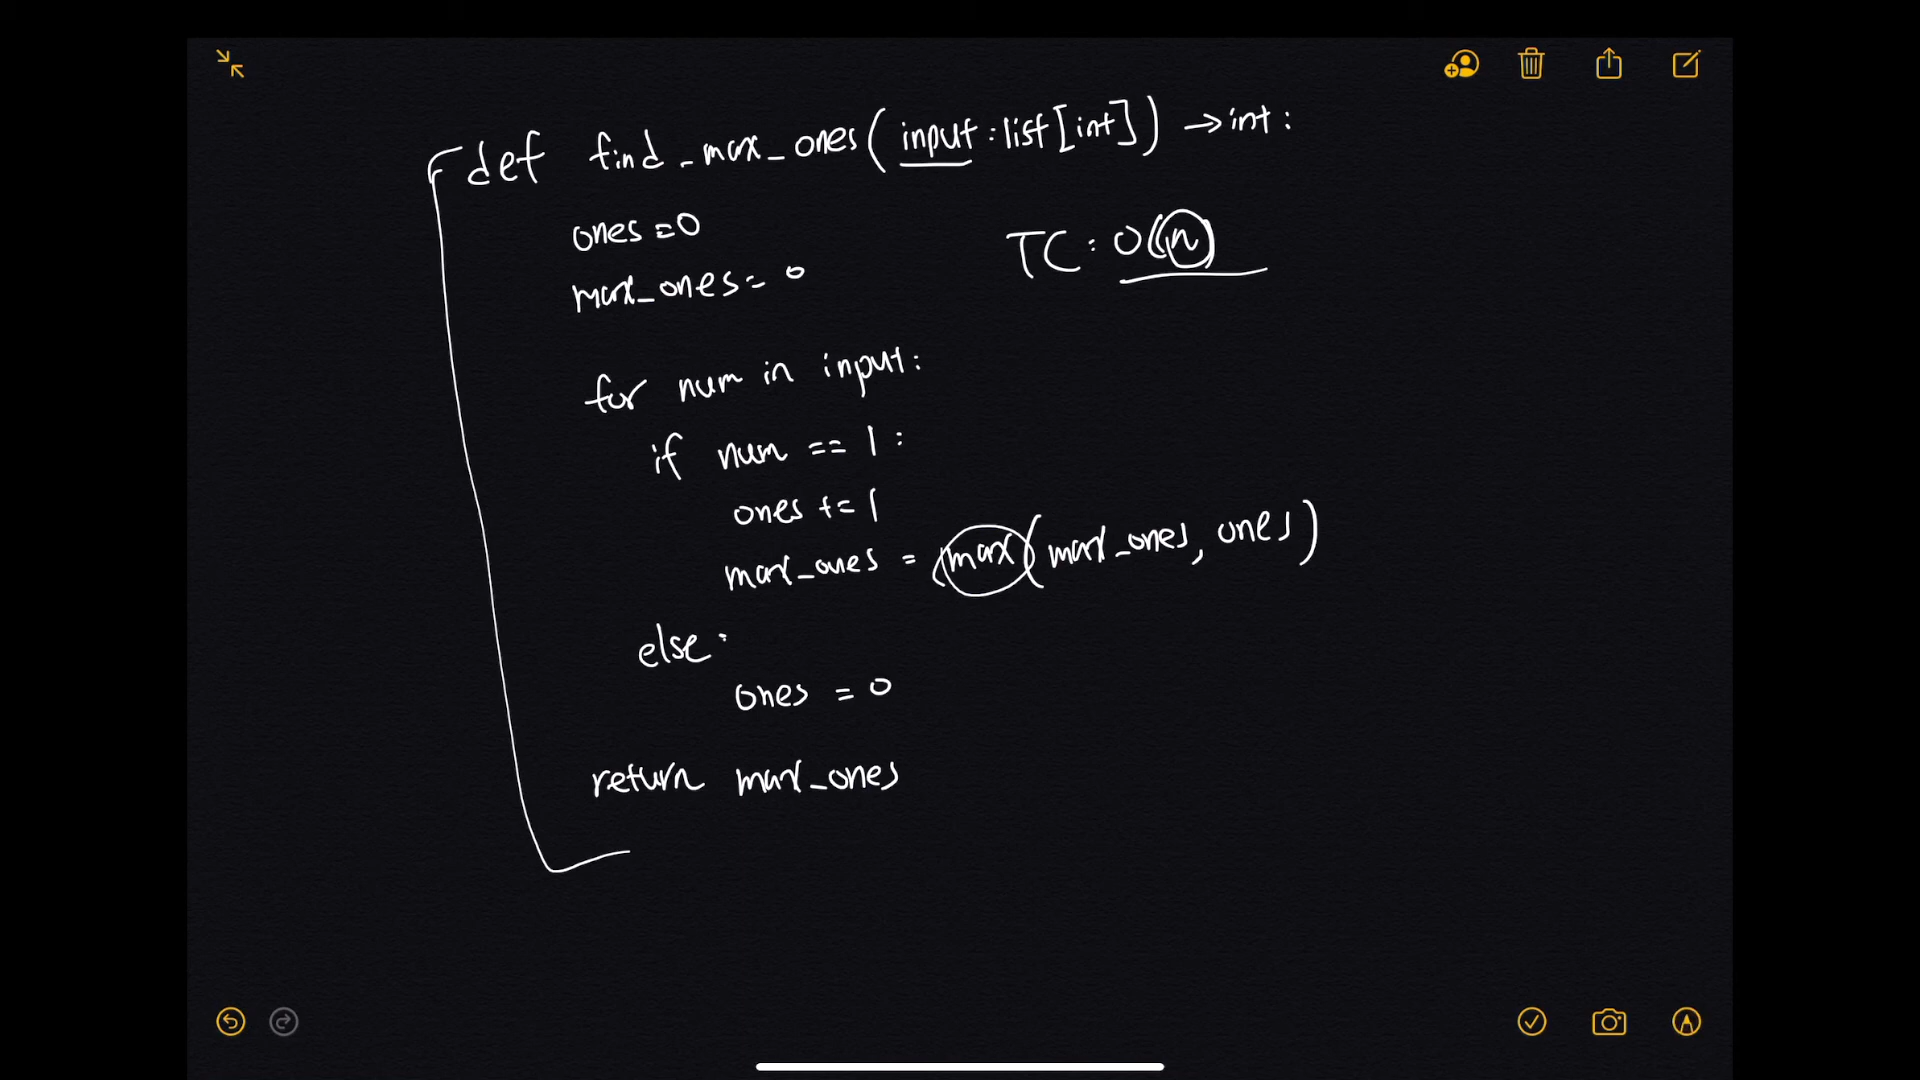 def find_max_ones(input:list[int])→int:
ones=0
TC: O(n)
max_ones=0
for num in input:
if num == 1:
ones += 1
max_ones = max(max_ones, ones)
else:
ones = 0
return max_ones